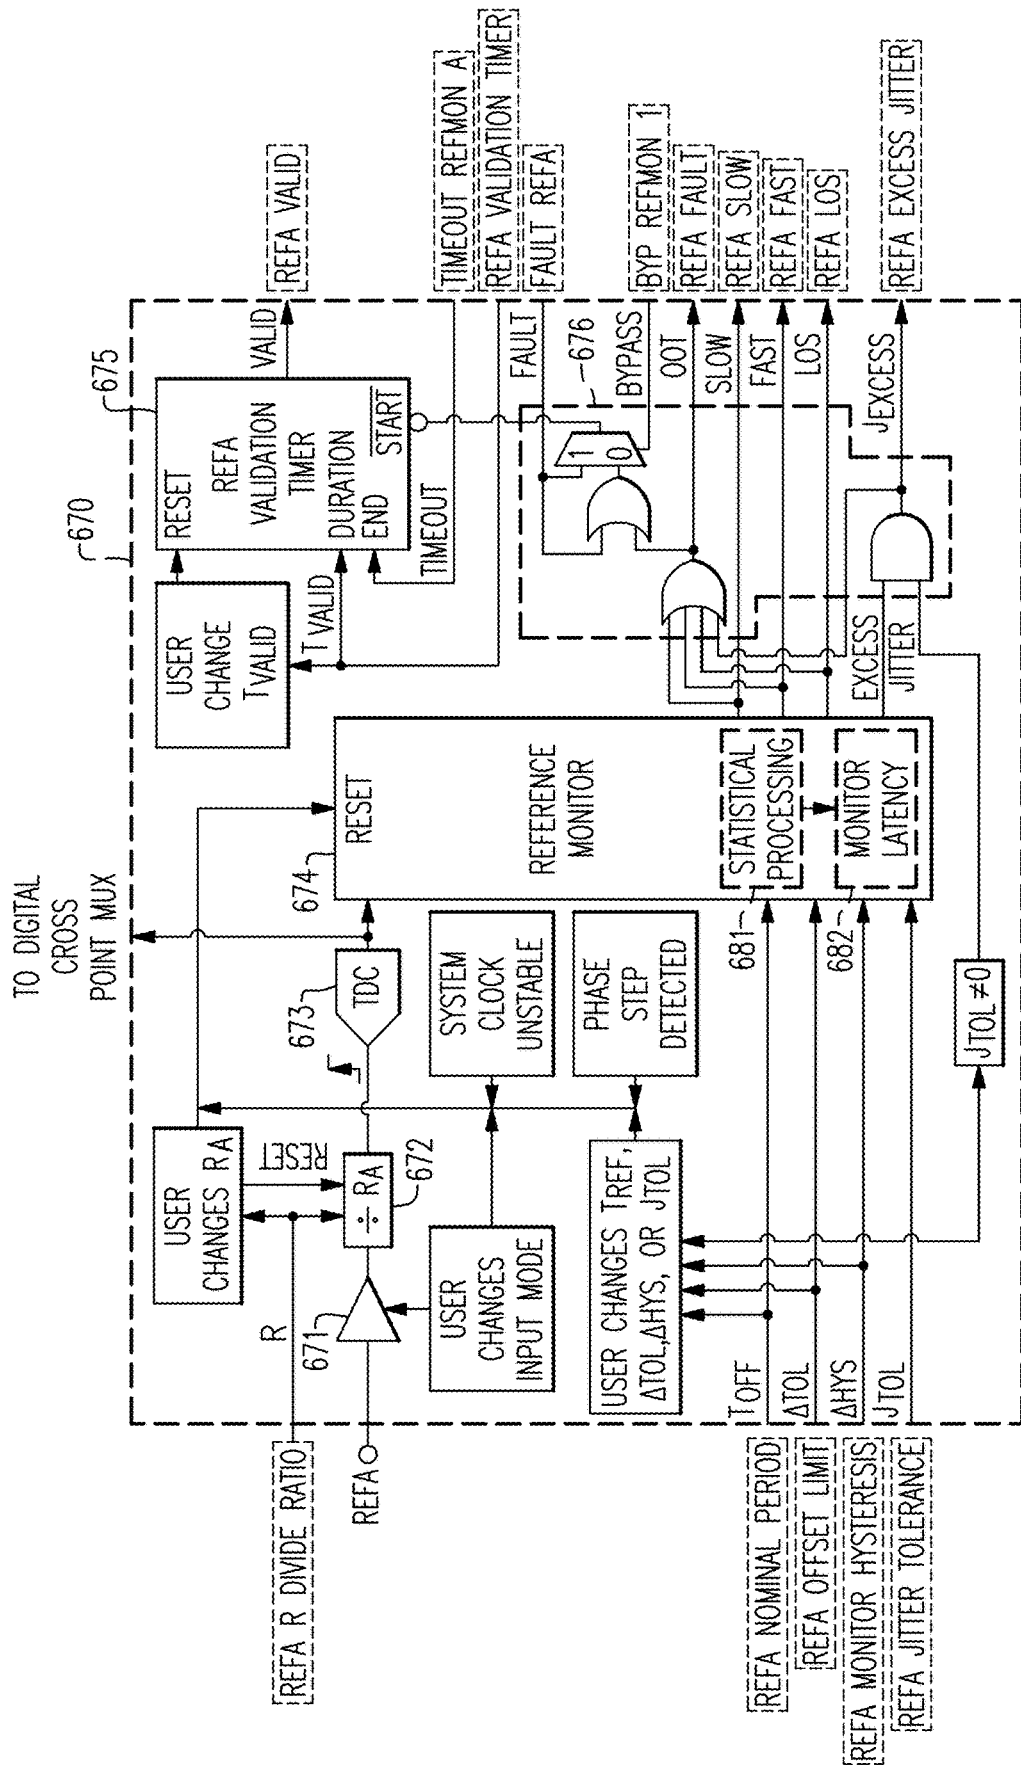 TO DIGITAL
CROSS
POINT MUX
670
REFA R DIVIDE RATIO
R
USER
CHANGES RA
RESET
REFA
671
÷ RA
672
673
TDC
USER
CHANGES
INPUT MODE
SYSTEM
CLOCK
UNSTABLE
PHASE
STEP
DETECTED
USER CHANGES TREF,
ΔTOL,ΔHYS, OR JTOL
REFA NOMINAL PERIOD
REFA OFFSET LIMIT
REFA MONITOR HYSTERESIS
REFA JITTER TOLERANCE
TOFF
ΔTOL
ΔHYS
JTOL
JTOL≠0
674
RESET
REFERENCE
MONITOR
681
STATISTICAL
PROCESSING
682
MONITOR
LATENCY
EXCESS
JITTER
USER
CHANGE
TVALID
TVALID
675
RESET
REFA
VALIDATION
TIMER
DURATION
END
START
TIMEOUT
VALID
676
1
0
FAULT
BYPASS
OOT
SLOW
FAST
LOS
JEXCESS
REFA VALID
TIMEOUT REFMON A
REFA VALIDATION TIMER
FAULT REFA
BYP REFMON 1
REFA FAULT
REFA SLOW
REFA FAST
REFA LOS
REFA EXCESS JITTER